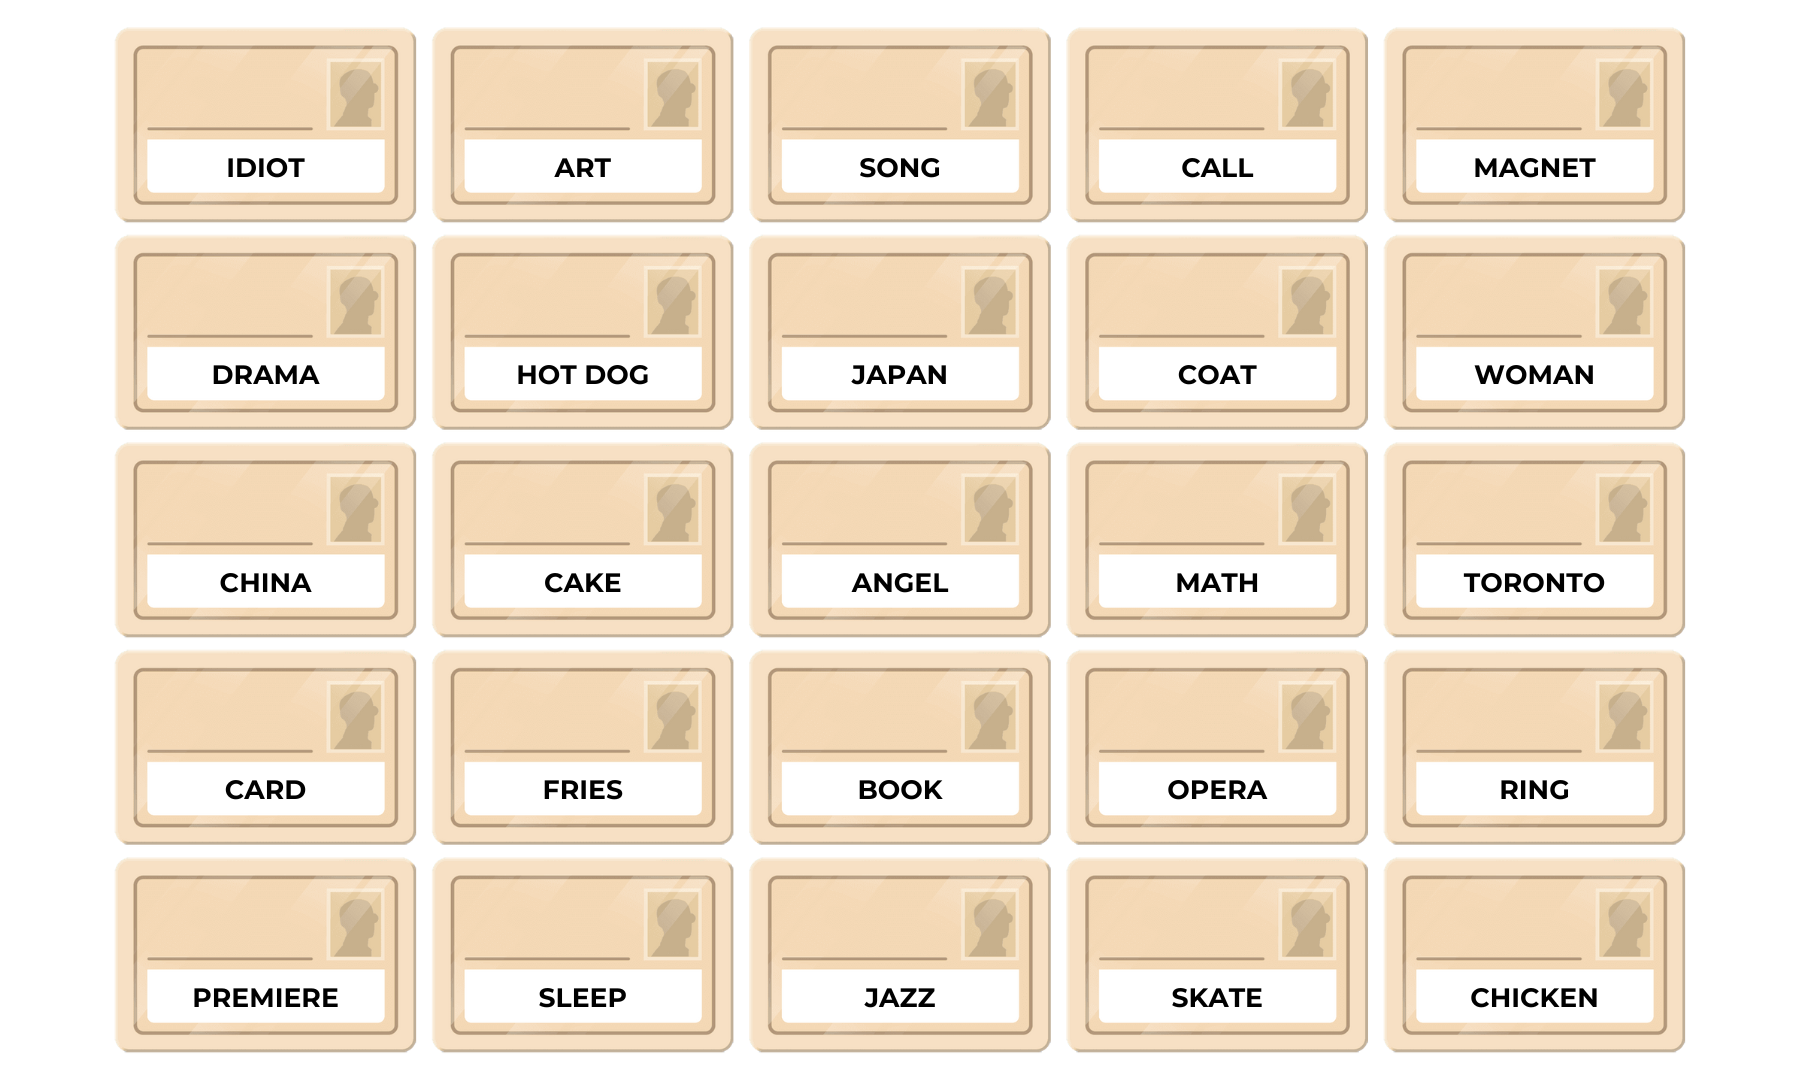 IDIOT
ART
SONG
CALL
MAGNET
DRAMA
HOT DOG
JAPAN
COAT
WOMAN
CHINA
CAKE
ANGEL
MATH
TORONTO
CARD
FRIES
BOOK
OPERA
RING
PREMIERE
SLEEP
JAZZ
SKATE
CHICKEN